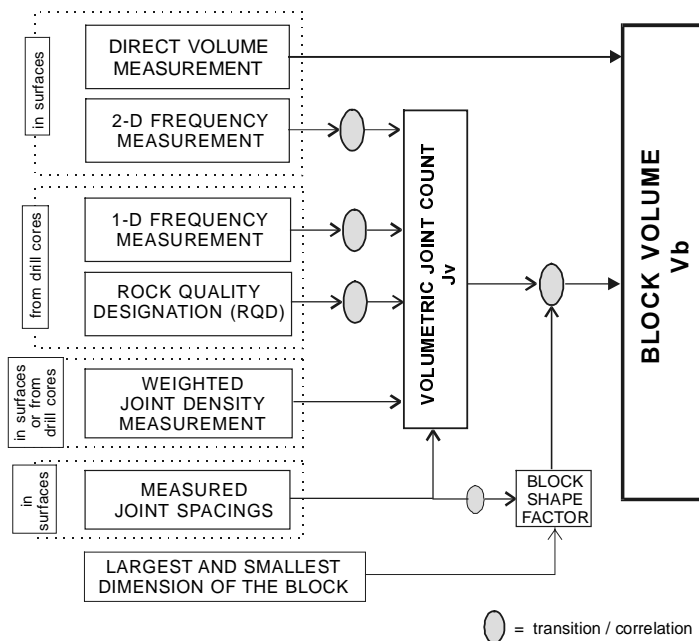 in surfaces
DIRECT VOLUME
MEASUREMENT
2-D FREQUENCY
MEASUREMENT
from drill cores
1-D FREQUENCY
MEASUREMENT
ROCK QUALITY
DESIGNATION (RQD)
in surfaces
or from
drill cores
WEIGHTED
JOINT DENSITY
MEASUREMENT
in
surfaces
MEASURED
JOINT SPACINGS
LARGEST AND SMALLEST
DIMENSION OF THE BLOCK
VOLUMETRIC JOINT COUNT
Jv
BLOCK
SHAPE
FACTOR
BLOCK VOLUME
Vb
= transition / correlation